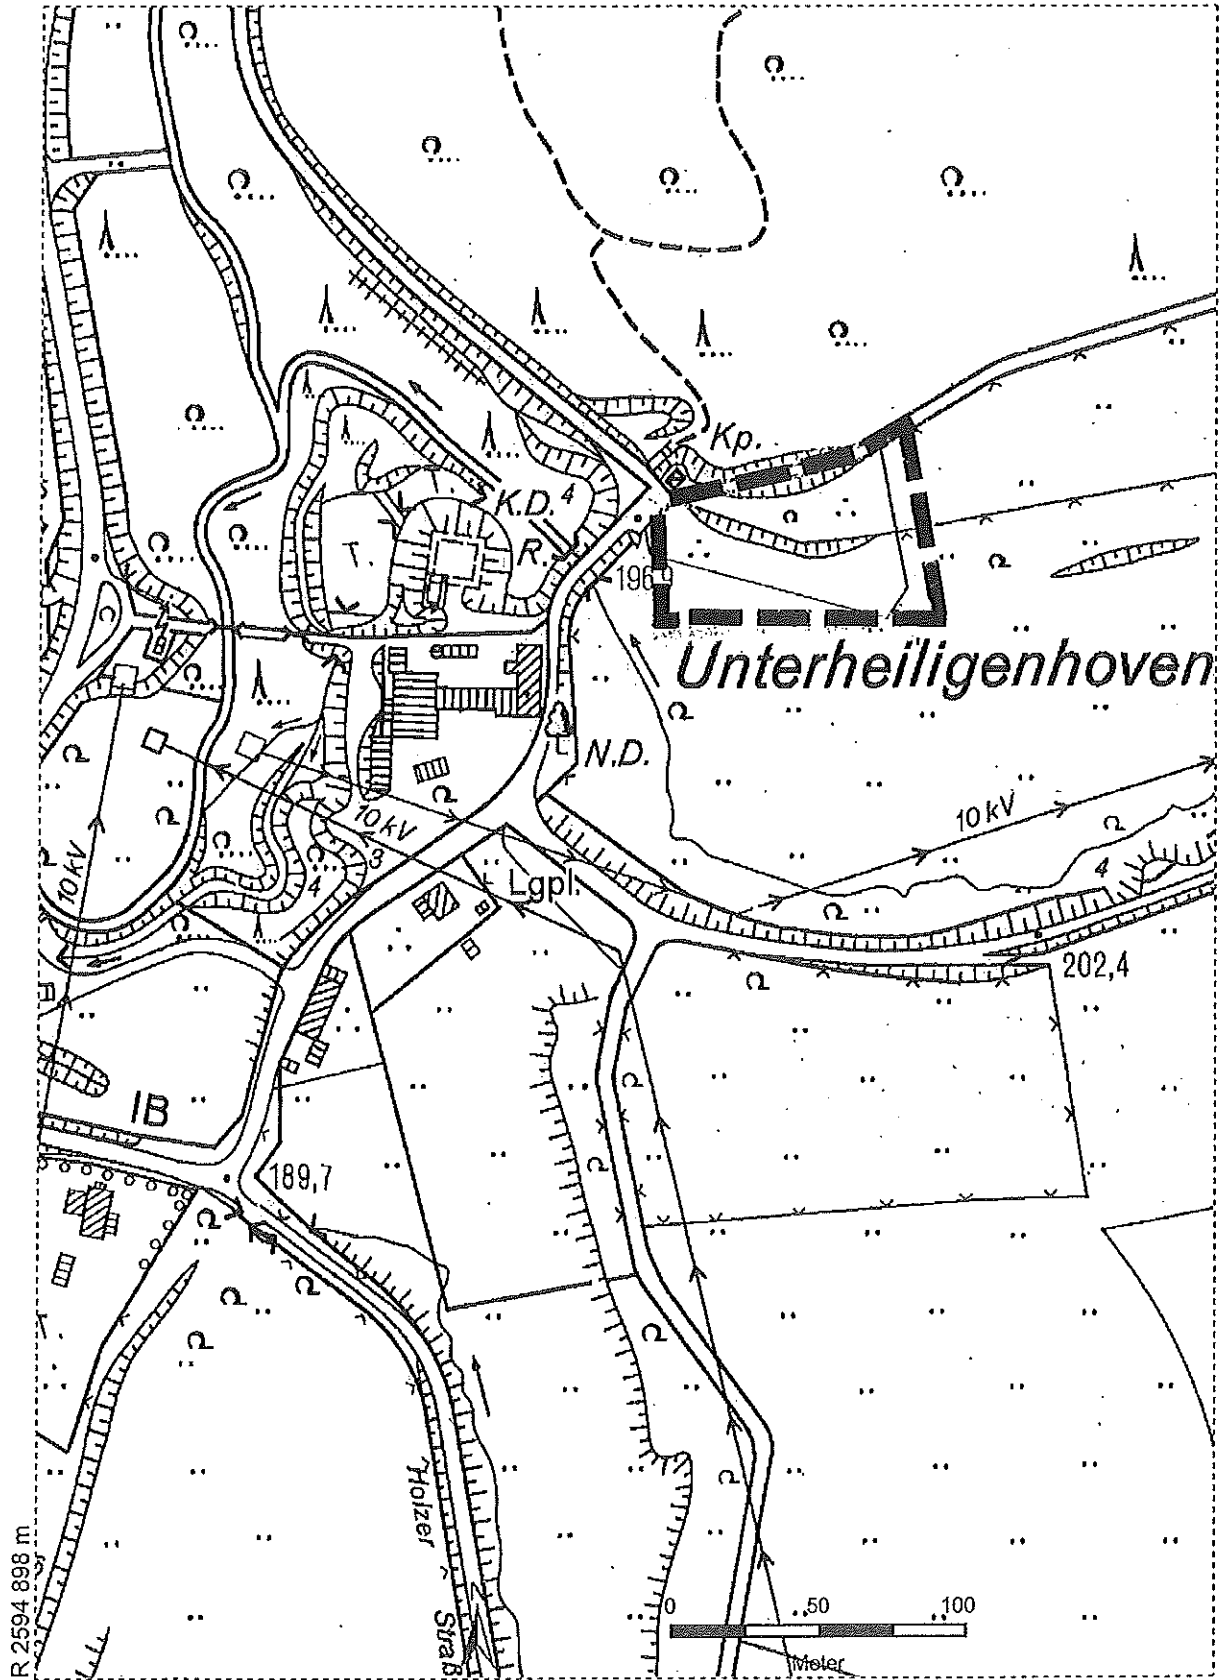 Kp.
K.D.
4
R.
T.
Unterheiligenhoven
N.D.
10 kV
10 kV
10 kV
3
4
4
Lgpl.
202,4
IB
189,7
Holzer
Straß
R 2594 898 m
0 50 100
Meter